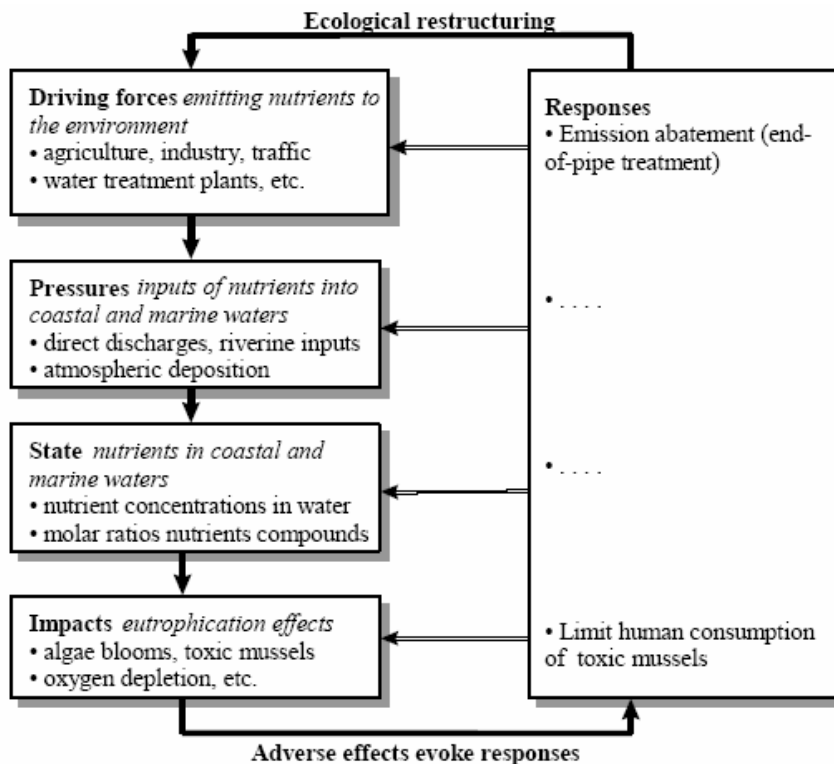 Ecological restructuring
Driving forces emitting nutrients to
the environment
• agriculture, industry, traffic
• water treatment plants, etc.
Pressures inputs of nutrients into
coastal and marine waters
• direct discharges, riverine inputs
• atmospheric deposition
State nutrients in coastal and
marine waters
• nutrient concentrations in water
• molar ratios nutrients compounds
Impacts eutrophication effects
• algae blooms, toxic mussels
• oxygen depletion, etc.
Responses
• Emission abatement (end-
of-pipe treatment)
• . . . .
• . . . .
• Limit human consumption
of toxic mussels
Adverse effects evoke responses